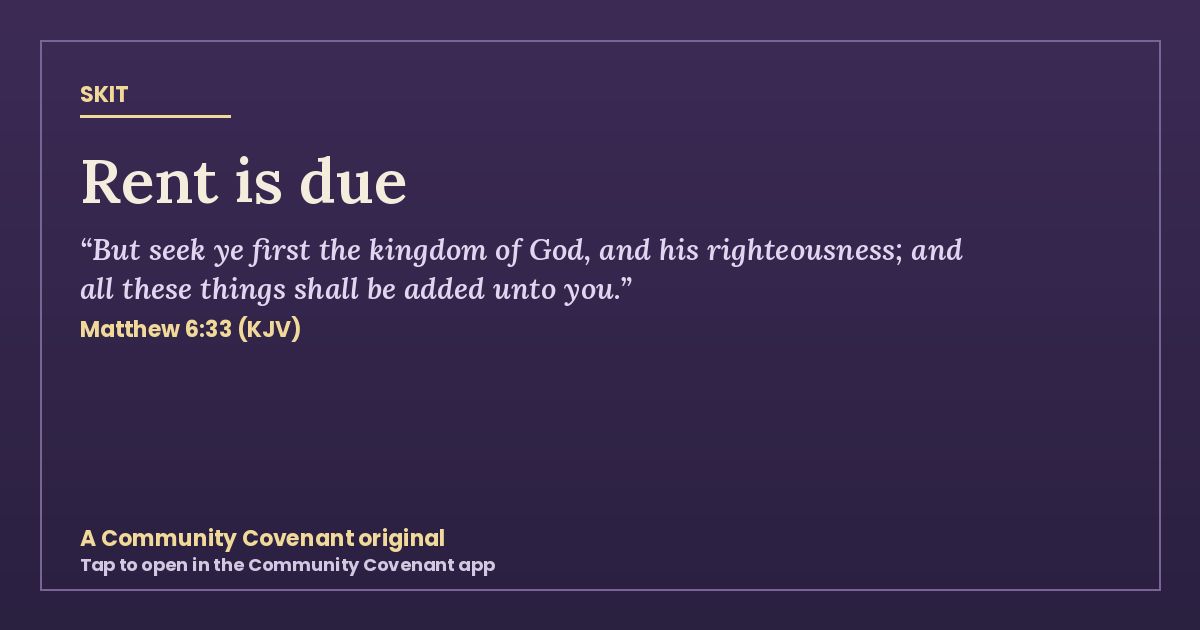 SKIT
Rent is due
“But seek ye first the kingdom of God, and his righteousness; and
all these things shall be added unto you.”
Matthew 6:33 (KJV)
A Community Covenant original
Tap to open in the Community Covenant app